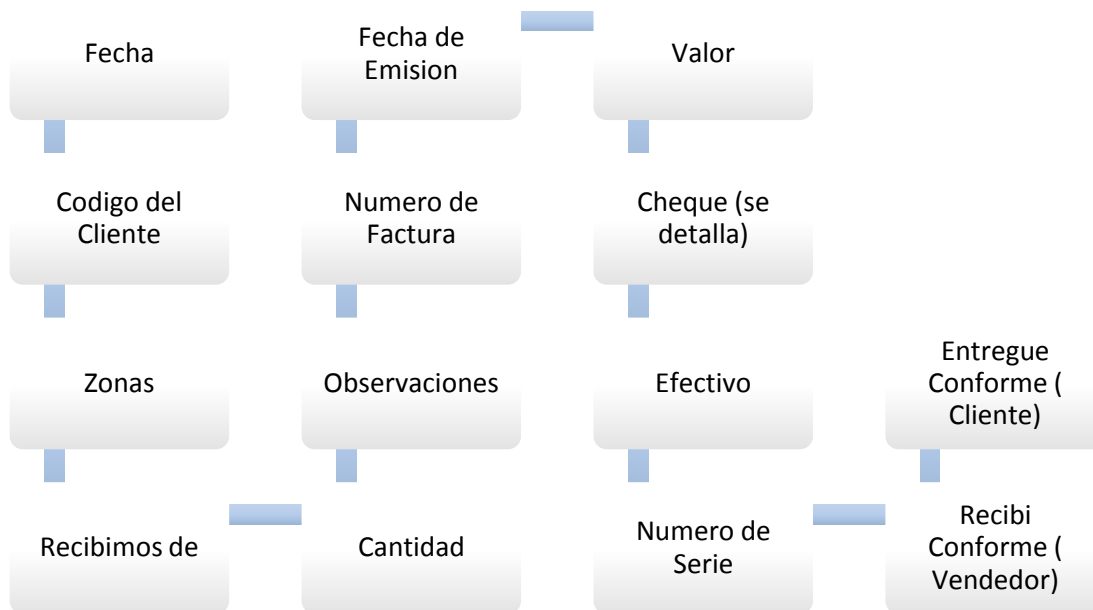 Fecha
Codigo del
Cliente
Zonas
Recibimos de
Cantidad
Observaciones
Numero de
Factura
Fecha de
Emision
Valor
Cheque (se
detalla)
Efectivo
Numero de
Serie
Recibi
Conforme (
Vendedor)
Entregue
Conforme (
Cliente)